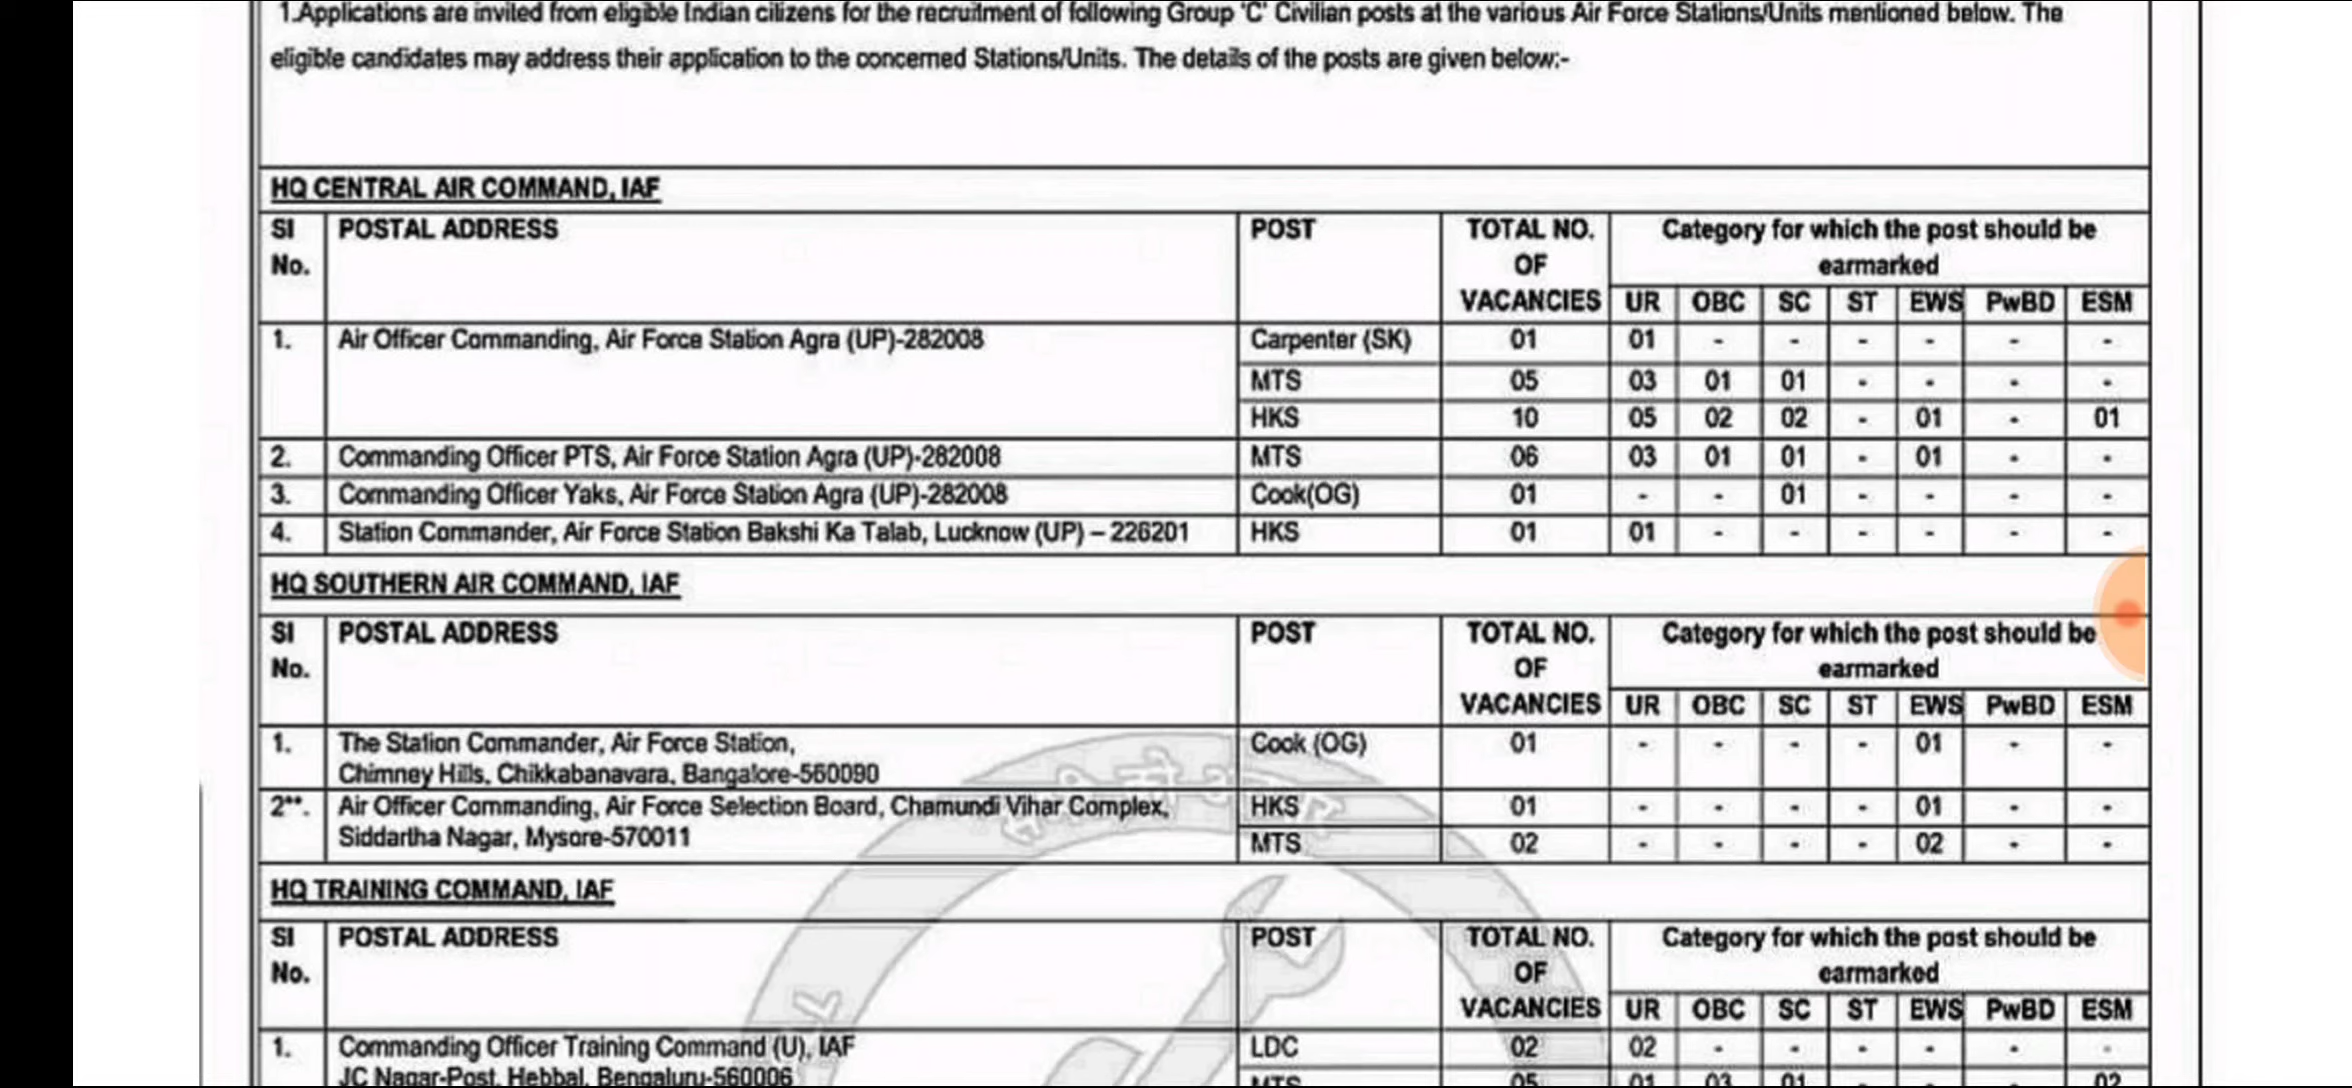 1.Applications are invited from eligible Indian citizens for the recruitment of following Group 'C' Civilian posts at the various Air Force Stations/Units mentioned below. The
eligible candidates may address their application to the concerned Stations/Units. The details of the posts are given below:-
HQ CENTRAL AIR COMMAND, IAF
SI No. POSTAL ADDRESS POST TOTAL NO. OF VACANCIES Category for which the post should be earmarked
UR OBC SC ST EWS PwBD ESM
1. Air Officer Commanding, Air Force Station Agra (UP)-282008 Carpenter (SK) 01 01 - - - - - -
MTS 05 03 01 01 - - - -
HKS 10 05 02 02 - 01 - 01
2. Commanding Officer PTS, Air Force Station Agra (UP)-282008 MTS 06 03 01 01 - 01 - -
3. Commanding Officer Yaks, Air Force Station Agra (UP)-282008 Cook(OG) 01 - - 01 - - - -
4. Station Commander, Air Force Station Bakshi Ka Talab, Lucknow (UP) – 226201 HKS 01 01 - - - - - -
HQ SOUTHERN AIR COMMAND, IAF
SI No. POSTAL ADDRESS POST TOTAL NO. OF VACANCIES Category for which the post should be earmarked
UR OBC SC ST EWS PwBD ESM
1. The Station Commander, Air Force Station, Cook (OG) 01 - - - - 01 - -
Chimney Hills, Chikkabanavara, Bangalore-560090
2**. Air Officer Commanding, Air Force Selection Board, Chamundi Vihar Complex, HKS 01 - - - - 01 - -
Siddartha Nagar, Mysore-570011 MTS 02 - - - - 02 - -
HQ TRAINING COMMAND, IAF
SI No. POSTAL ADDRESS POST TOTAL NO. OF VACANCIES Category for which the post should be earmarked
UR OBC SC ST EWS PwBD ESM
1. Commanding Officer Training Command (U), IAF LDC 02 02 - - - - - -
JC Nagar-Post, Hebbal, Bengaluru-560006 MTS 05 01 03 01 - - - 02